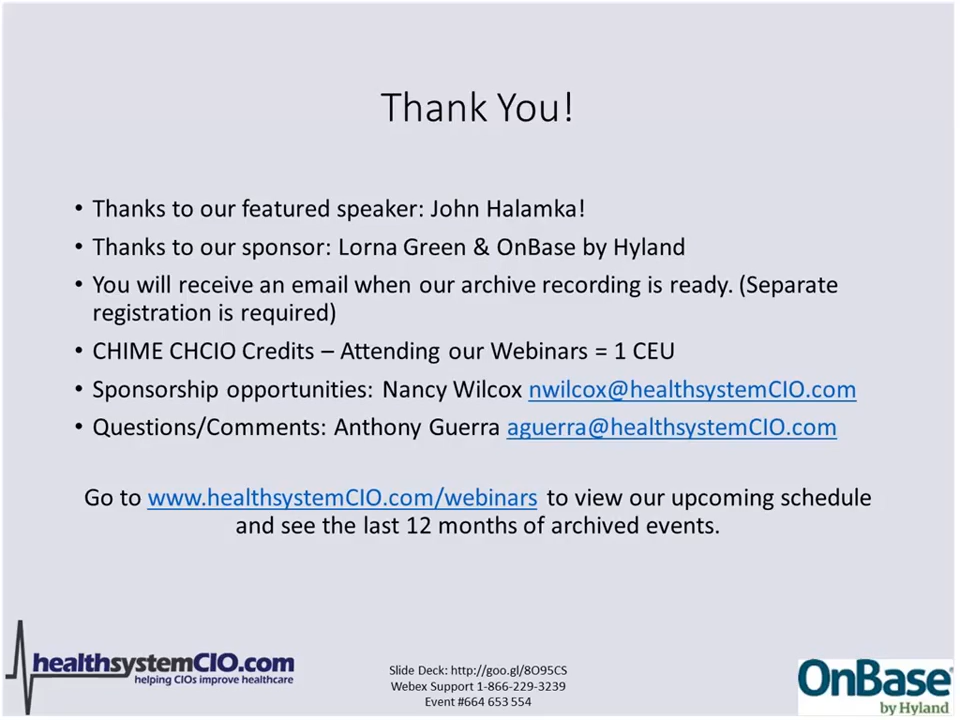 Thank You!
• Thanks to our featured speaker: John Halamka!
• Thanks to our sponsor: Lorna Green & OnBase by Hyland
• You will receive an email when our archive recording is ready. (Separate
registration is required)
• CHIME CHCIO Credits – Attending our Webinars = 1 CEU
• Sponsorship opportunities: Nancy Wilcox nwilcox@healthsystemCIO.com
• Questions/Comments: Anthony Guerra aguerra@healthsystemCIO.com
Go to www.healthsystemCIO.com/webinars to view our upcoming schedule
and see the last 12 months of archived events.
healthsystemCIO.com
helping CIOs improve healthcare
Slide Deck: http://goo.gl/8O95CS
Webex Support 1-866-229-3239
Event #664 653 554
OnBase®
by Hyland